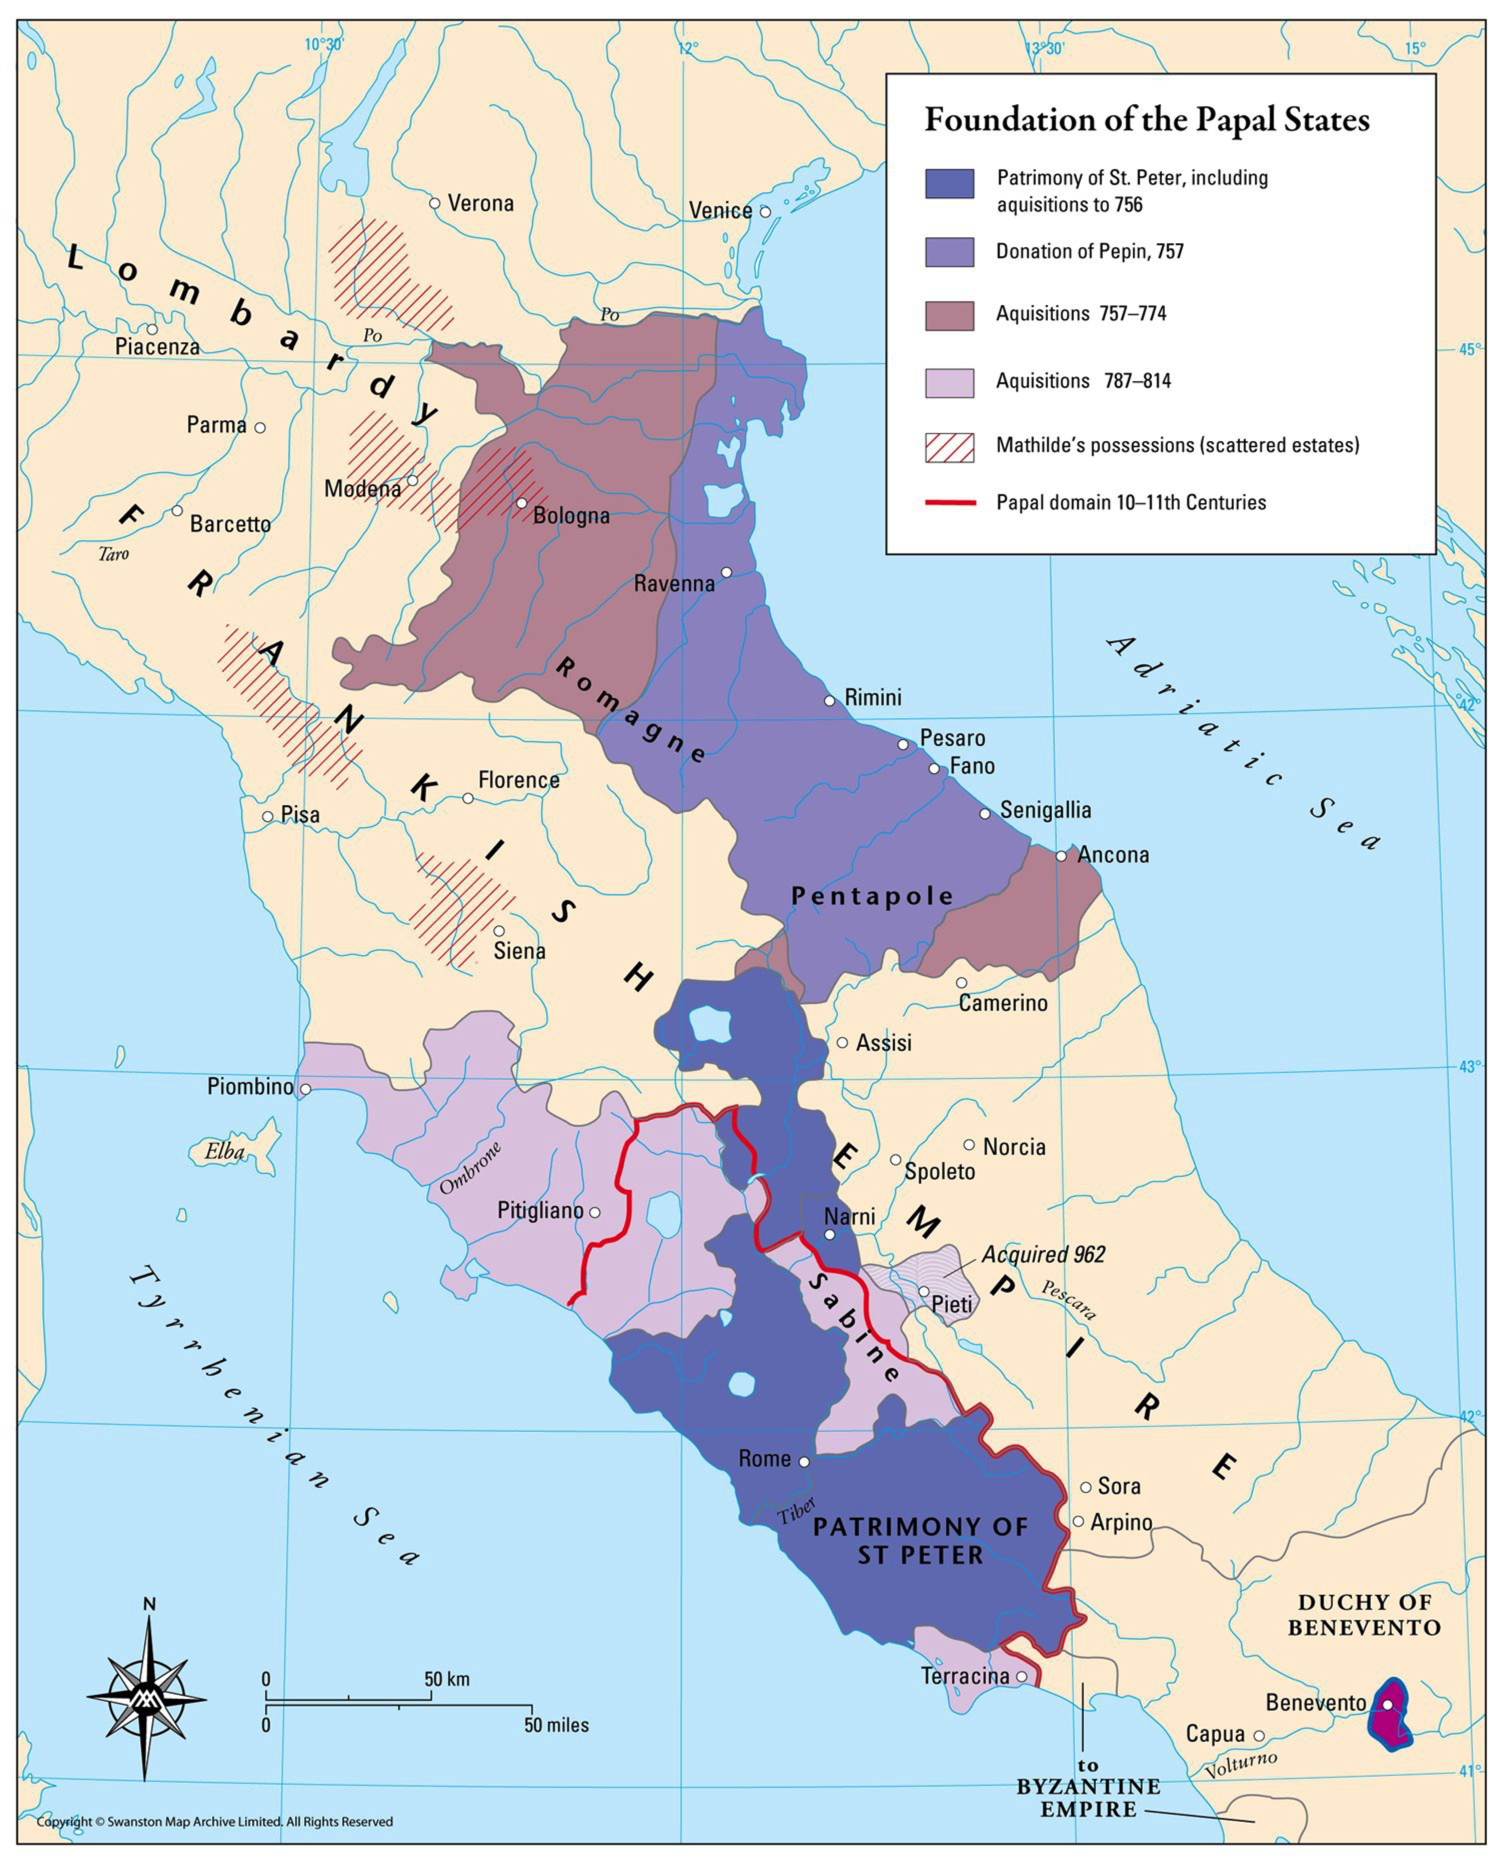 10°30'
12°
13°30'
15°
Foundation of the Papal States
Patrimony of St. Peter, including
aquisitions to 756
Donation of Pepin, 757
Aquisitions 757–774
Aquisitions 787–814
Mathilde's possessions (scattered estates)
Papal domain 10–11th Centuries
Verona
Venice
Lombardy
Po
Po
Piacenza
45°
Parma
Modena
Bologna
Barcetto
Taro
FRANKISH
EMPIRE
Ravenna
Romagne
Adriatic Sea
Rimini
42°
Pesaro
Fano
Florence
Pisa
Senigallia
Ancona
Pentapole
Siena
Camerino
Assisi
43°
Piombino
Elba
Ombrone
Norcia
Spoleto
Pitigliano
Narni
Acquired 962
Pieti
Pescara
Sabine
Tyrrhenian Sea
42°
Rome
Tiber
Sora
Arpino
PATRIMONY OF
ST PETER
DUCHY OF
BENEVENTO
N
0
50 km
0
50 miles
Terracina
Benevento
Capua
Volturno
to
BYZANTINE
EMPIRE
41°
Copyright © Swanston Map Archive Limited. All Rights Reserved